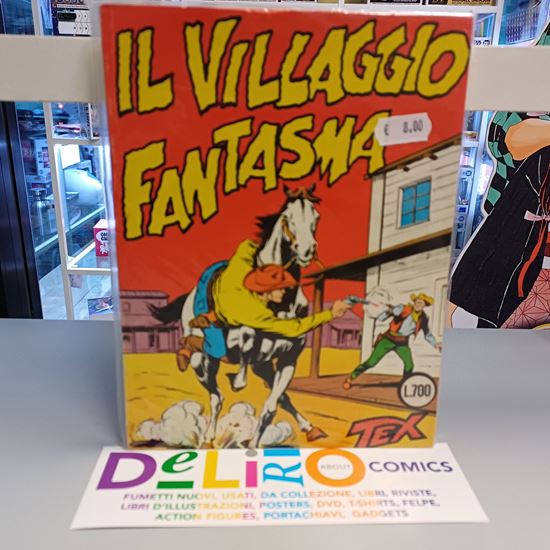 IL VILLAGGIO
FANTASMA
€ 8.00
L.700
TEX
DeLiRiO ABOUT COMICS
FUMETTI NUOVI, USATI, DA COLLEZIONE, LIBRI, RIVISTE,
LIBRI D'ILLUSTRAZIONI, POSTERS, DVD, T-SHIRTS, FELPE,
ACTION FIGURES, PORTACHIAVI, GADGETS